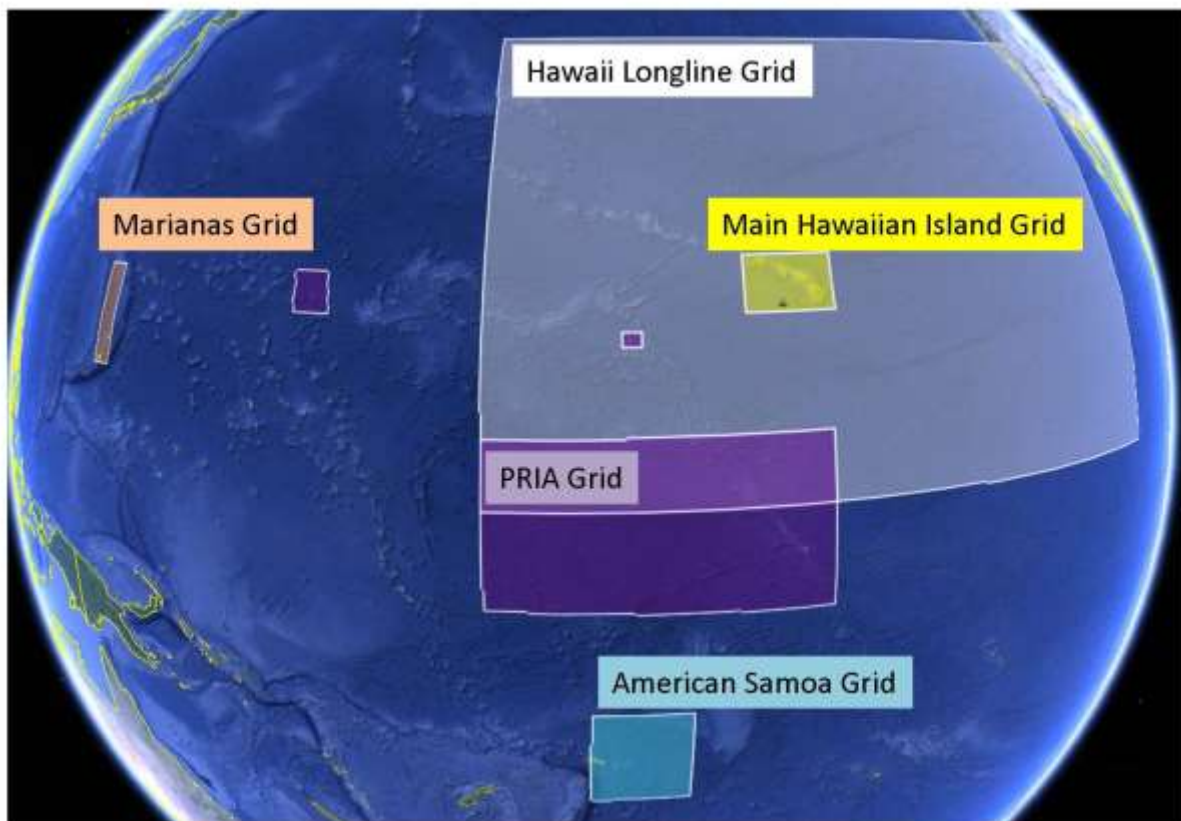 Hawaii Longline Grid
Marianas Grid
Main Hawaiian Island Grid
PRIA Grid
American Samoa Grid